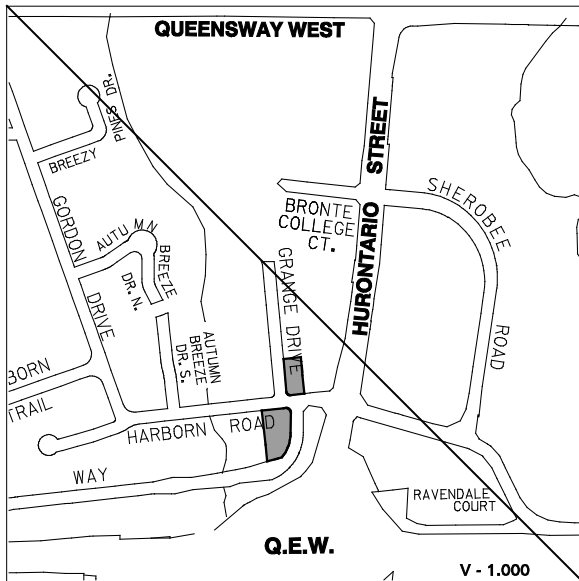 QUEENSWAY WEST
PINES DR.
BREEZY
HURONTARIO STREET
SHEROBEE ROAD
BRONTE
COLLEGE
CT.
GORDON DRIVE
AUTUMN BREEZE
DR. N.
GRANGE DRIVE
AUTUMN
BREEZE
DR. S.
BORN
TRAIL
HARBORN ROAD
WAY
RAVENDALE
COURT
Q.E.W.
V - 1.000